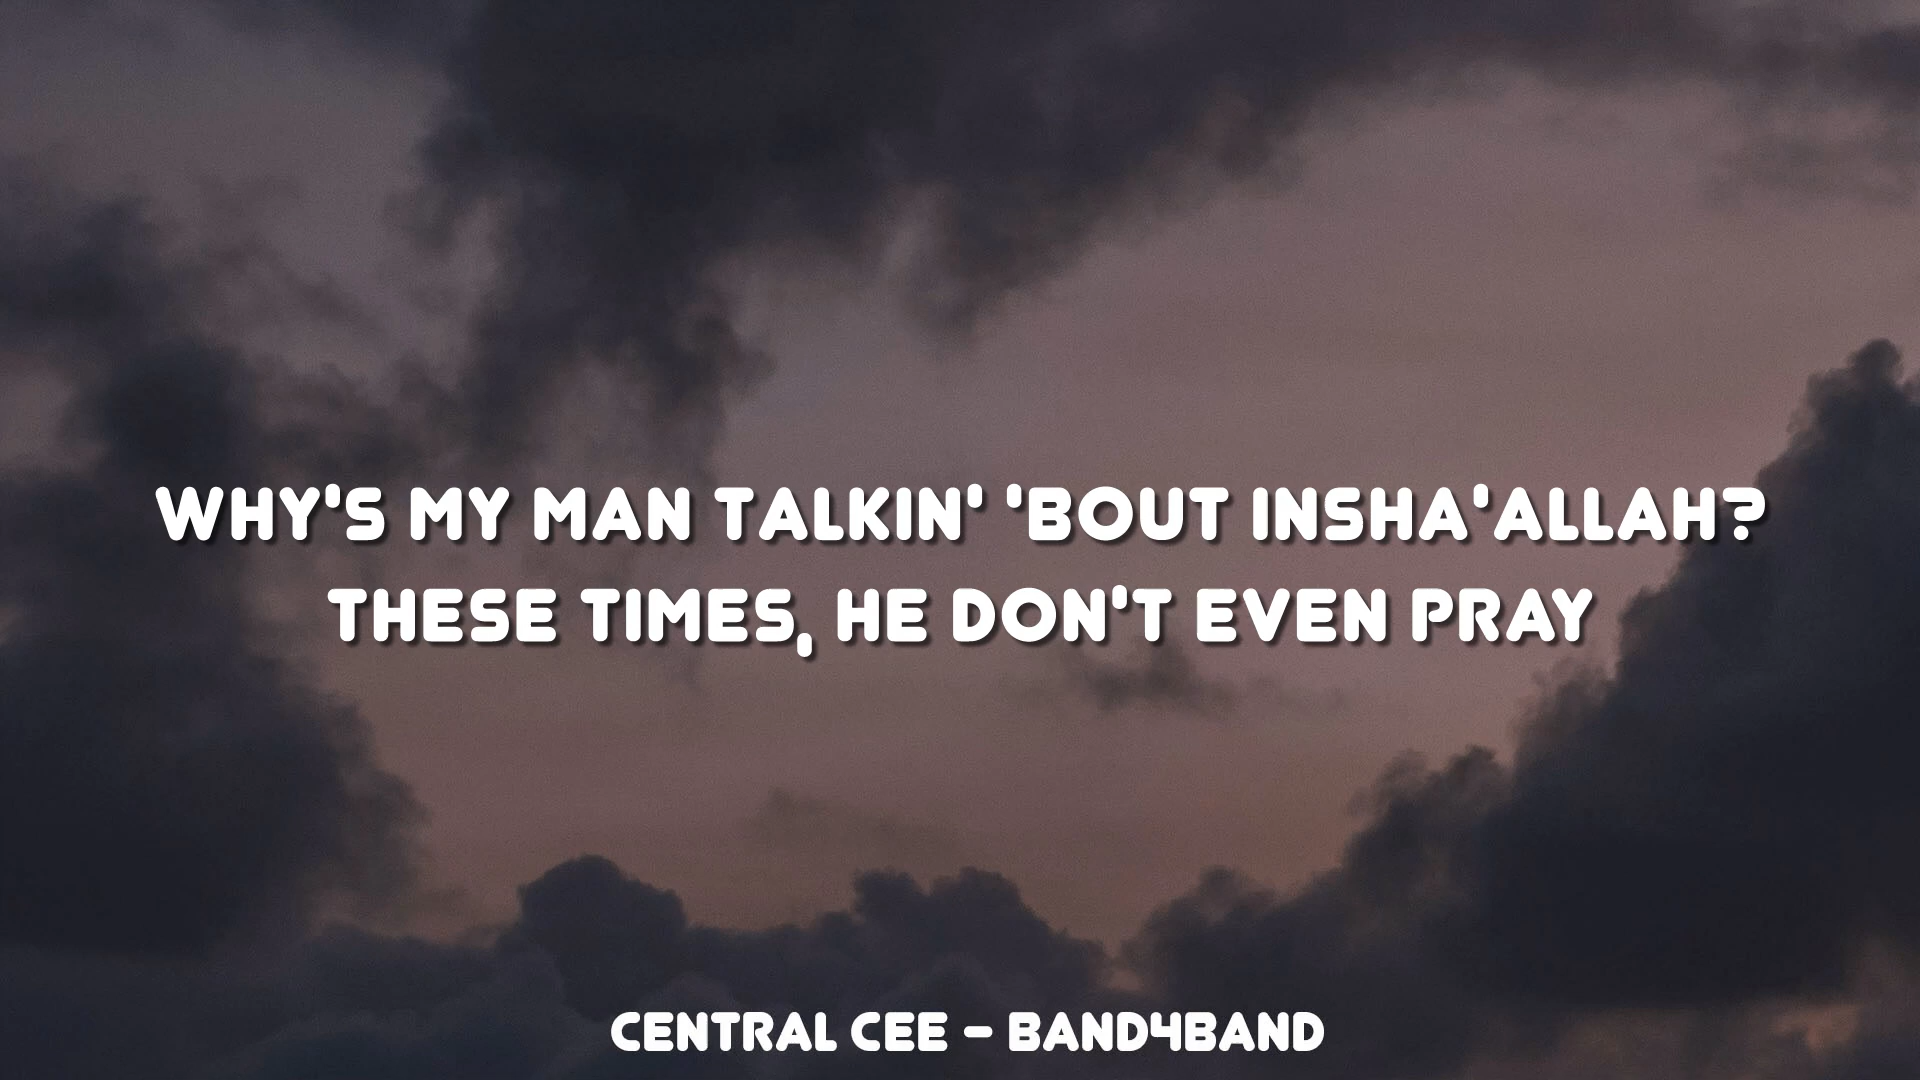 WHY'S MY MAN TALKIN' 'BOUT INSHA'ALLAH?
THESE TIMES, HE DON'T EVEN PRAY
CENTRAL CEE - BAND4BAND